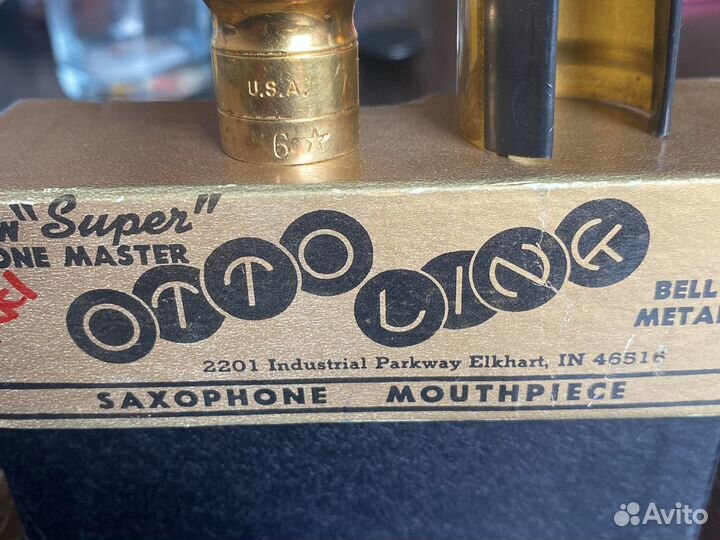 U.S.A.
6☆
"Super"
ONE MASTER
OTTO LINK
BELL
METAL
2201 Industrial Parkway Elkhart, IN 46516
SAXOPHONE MOUTHPIECE
Avito